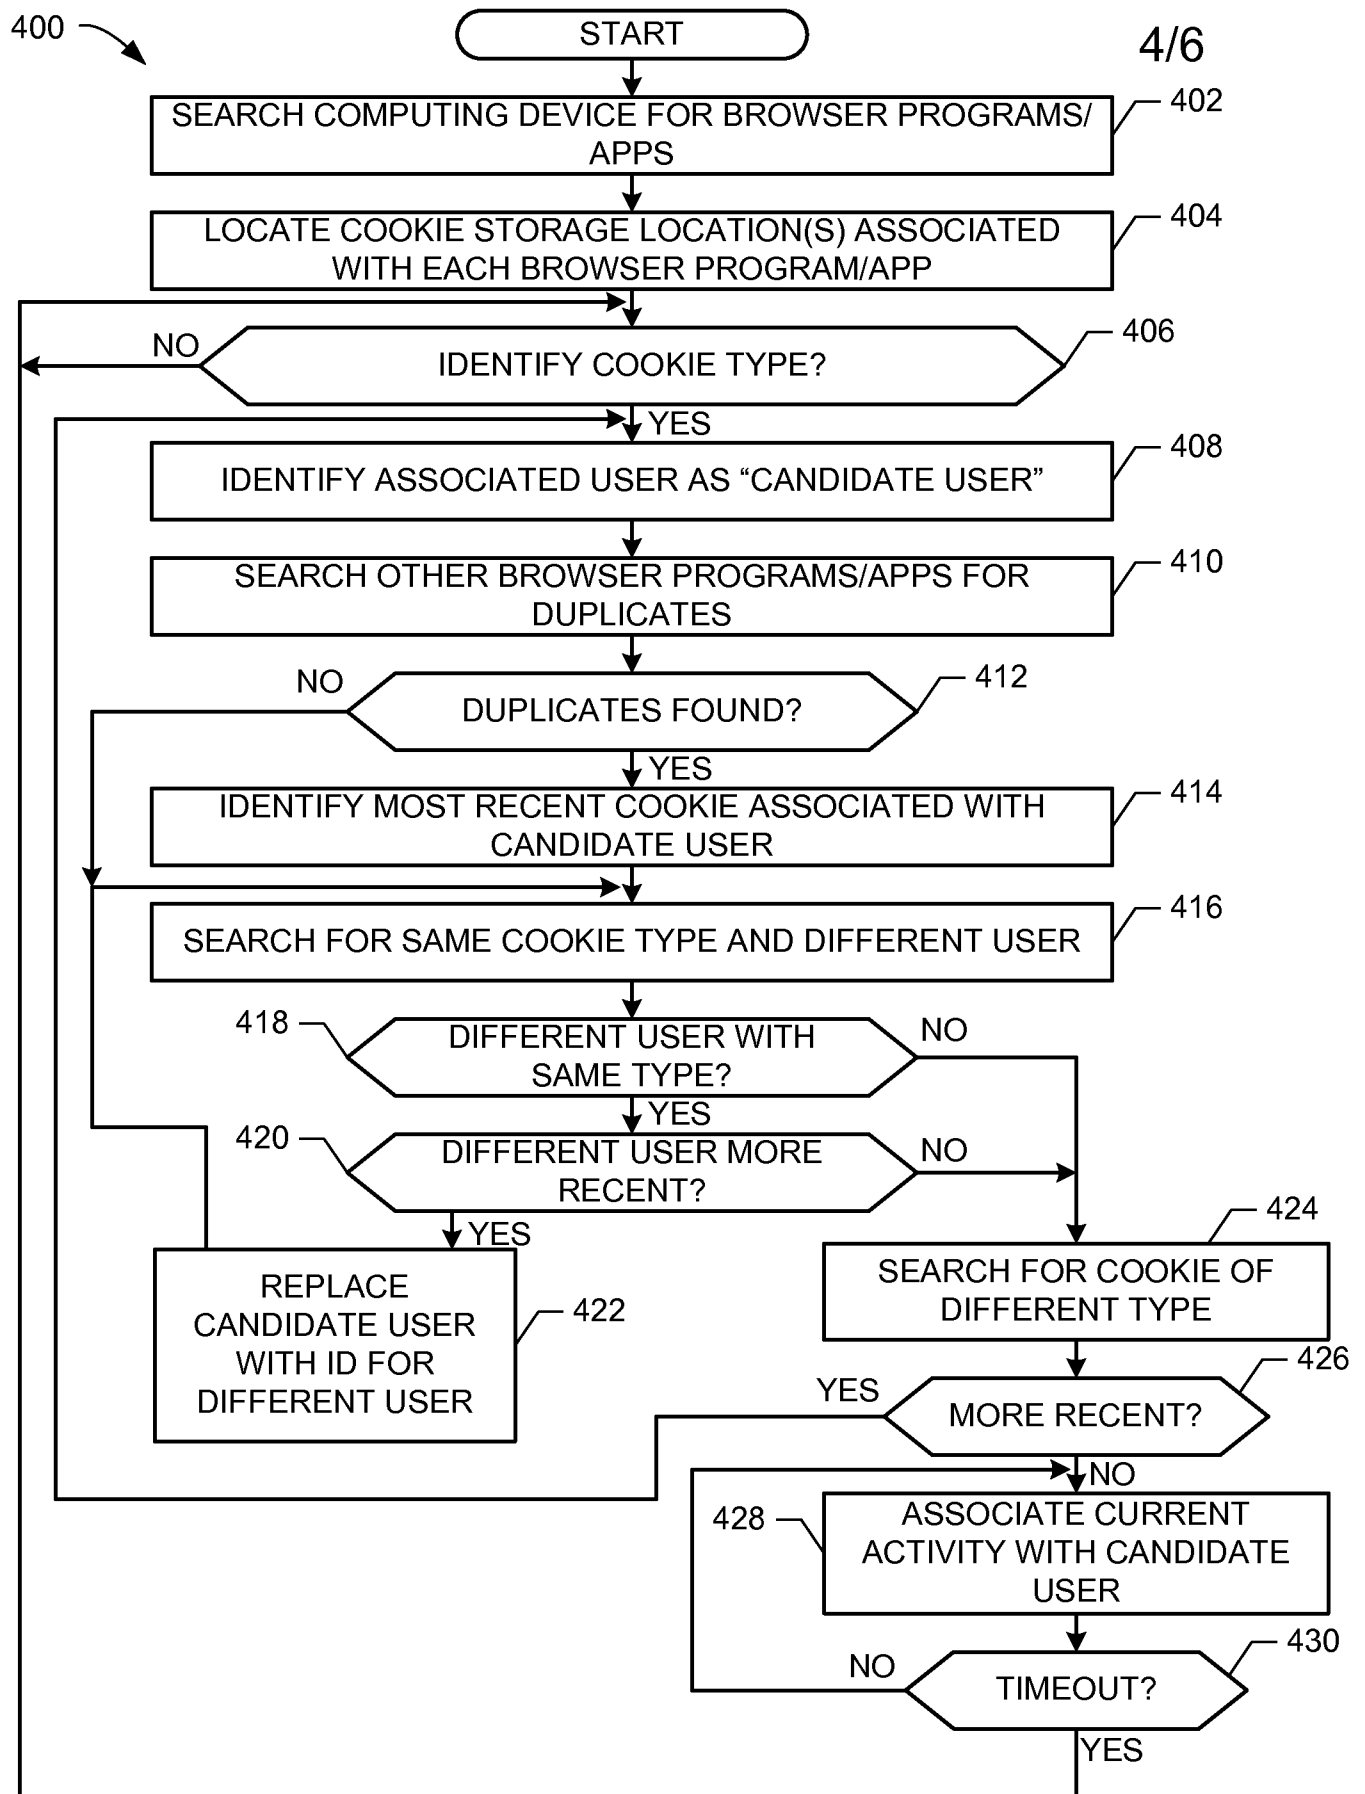 400
START
4/6
SEARCH COMPUTING DEVICE FOR BROWSER PROGRAMS/
APPS
402
LOCATE COOKIE STORAGE LOCATION(S) ASSOCIATED
WITH EACH BROWSER PROGRAM/APP
404
NO
IDENTIFY COOKIE TYPE?
406
YES
IDENTIFY ASSOCIATED USER AS “CANDIDATE USER”
408
SEARCH OTHER BROWSER PROGRAMS/APPS FOR
DUPLICATES
410
NO
DUPLICATES FOUND?
412
YES
IDENTIFY MOST RECENT COOKIE ASSOCIATED WITH
CANDIDATE USER
414
SEARCH FOR SAME COOKIE TYPE AND DIFFERENT USER
416
418
DIFFERENT USER WITH
SAME TYPE?
NO
YES
420
DIFFERENT USER MORE
RECENT?
NO
YES
REPLACE
CANDIDATE USER
WITH ID FOR
DIFFERENT USER
422
424
SEARCH FOR COOKIE OF
DIFFERENT TYPE
426
YES
MORE RECENT?
NO
428
ASSOCIATE CURRENT
ACTIVITY WITH CANDIDATE
USER
430
NO
TIMEOUT?
YES